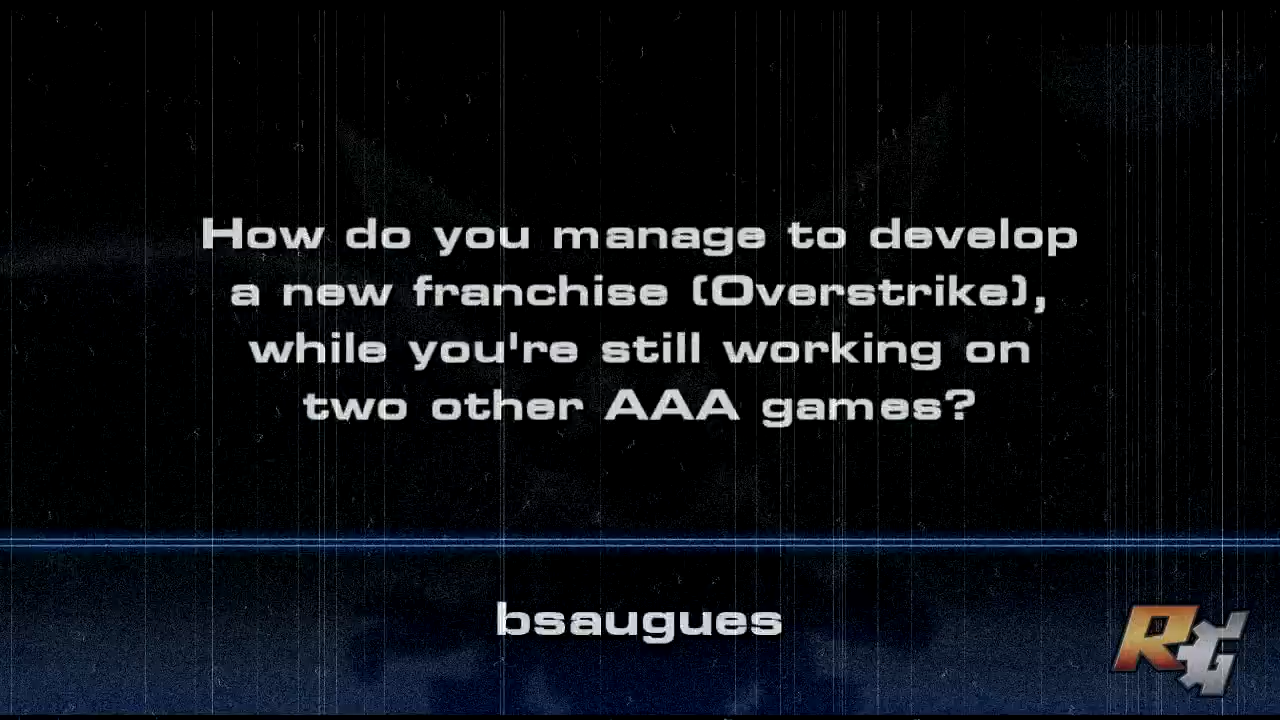 How do you manage to develop
a new franchise (Overstrike),
while you're still working on
two other AAA games?
bsaugues
RG